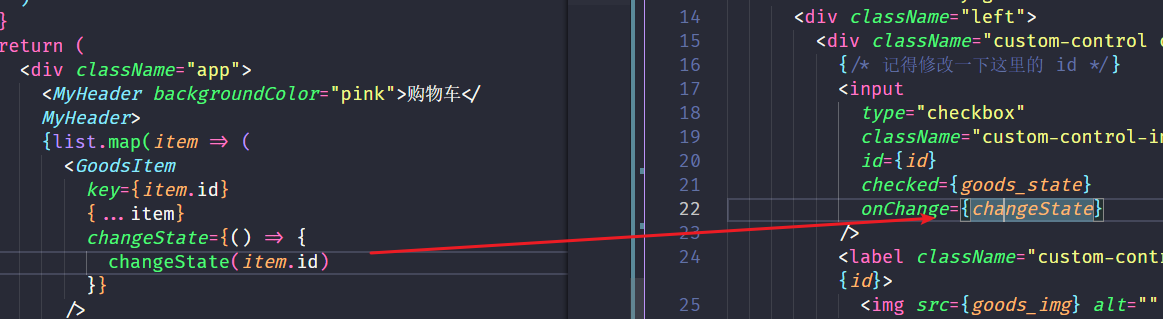 }
return (
<div className="app">
<MyHeader backgroundColor="pink">购物车</
MyHeader>
{list.map(item => (
<GoodsItem
key={item.id}
{...item}
changeState={() => {
changeState(item.id)
}}
/>
14 <div className="left">
15 <div className="custom-control
16 {/* 记得修改一下这里的 id */}
17 <input
18 type="checkbox"
19 className="custom-control-in
20 id={id}
21 checked={goods_state}
22 onChange={changeState}
23 />
24 <label className="custom-contr
{id}>
25 <img src={goods_img} alt=""